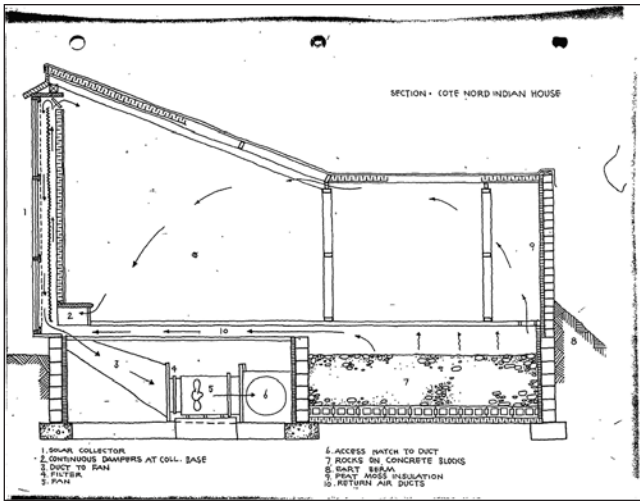 SECTION · COTE NORD INDIAN HOUSE
1
9
2
10
8
3
4
5
6
7
1. SOLAR COLLECTOR
2 CONTINUOUS DAMPERS AT COLL. BASE
3 DUCT TO FAN
4. FILTER
5. FAN
6. ACCESS HATCH TO DUCT
7 ROCKS ON CONCRETE BLOCKS
8 EART BERM
9. PEAT MOSS INSULATION
10. RETURN AIR DUCTS